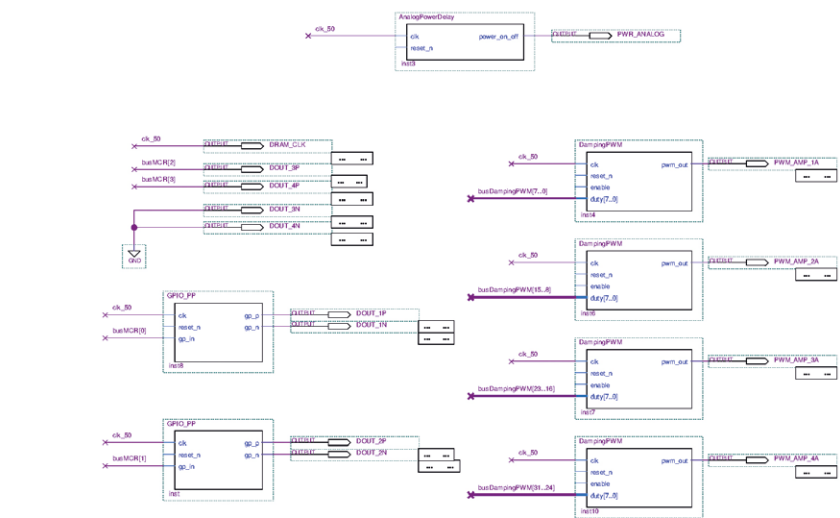 AnalogPowerDelay
clk_50
clk
power_on_off
OUTPUT
PWR_ANALOG
reset_n
inst3
clk_50
OUTPUT
DRAM_CLK
busMCR[2]
OUTPUT
DOUT_3P
busMCR[3]
OUTPUT
DOUT_4P
OUTPUT
DOUT_3N
OUTPUT
DOUT_4N
GND
GPIO_PP
clk_50
clk
gp_p
OUTPUT
DOUT_1P
reset_n
gp_n
OUTPUT
DOUT_1N
busMCR[0]
gp_in
inst8
GPIO_PP
clk_50
clk
gp_p
OUTPUT
DOUT_2P
reset_n
gp_n
OUTPUT
DOUT_2N
busMCR[1]
gp_in
inst
DampingPWM
clk_50
clk
pwm_out
OUTPUT
PWM_AMP_1A
reset_n
enable
busDampingPWM[7..0]
duty[7..0]
inst4
DampingPWM
clk_50
clk
pwm_out
OUTPUT
PWM_AMP_2A
reset_n
enable
busDampingPWM[15..8]
duty[7..0]
inst6
DampingPWM
clk_50
clk
pwm_out
OUTPUT
PWM_AMP_3A
reset_n
enable
busDampingPWM[23..16]
duty[7..0]
inst7
DampingPWM
clk_50
clk
pwm_out
OUTPUT
PWM_AMP_4A
reset_n
enable
busDampingPWM[31..24]
duty[7..0]
inst10